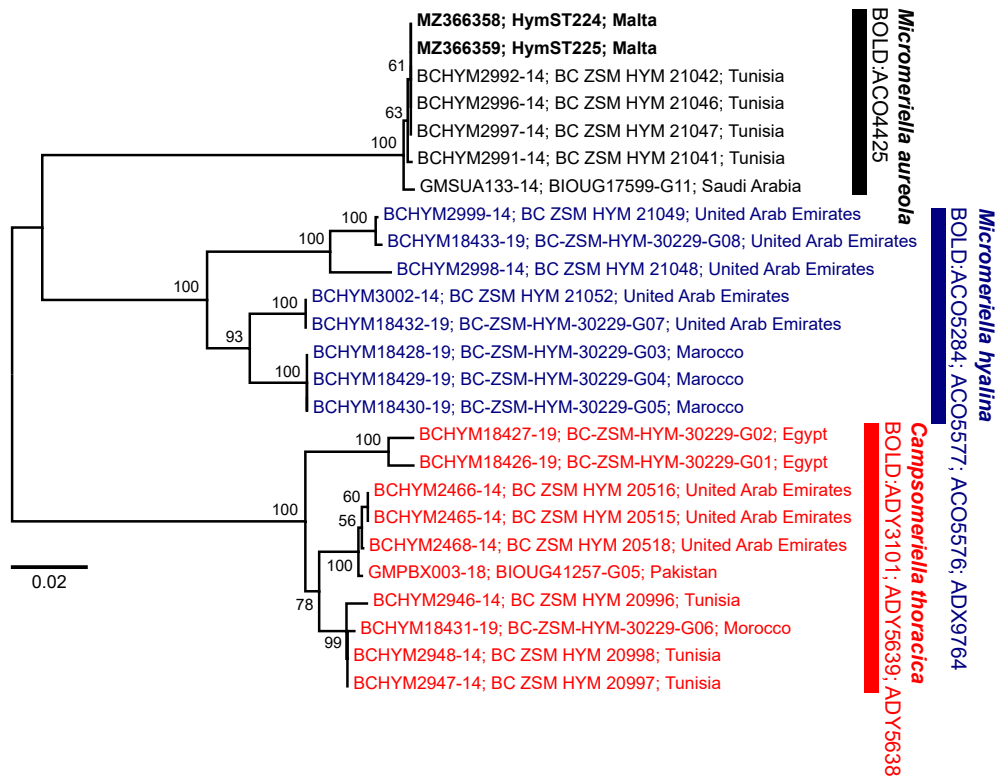 MZ366358; HymST224; Malta
MZ366359; HymST225; Malta
61
BCHYM2992-14; BC ZSM HYM 21042; Tunisia
BCHYM2996-14; BC ZSM HYM 21046; Tunisia
63
BCHYM2997-14; BC ZSM HYM 21047; Tunisia
100
BCHYM2991-14; BC ZSM HYM 21041; Tunisia
GMSUA133-14; BIOUG17599-G11; Saudi Arabia
Micromeriella aureola
BOLD:ACO4425
100
BCHYM2999-14; BC ZSM HYM 21049; United Arab Emirates
100
BCHYM18433-19; BC-ZSM-HYM-30229-G08; United Arab Emirates
BCHYM2998-14; BC ZSM HYM 21048; United Arab Emirates
100
100
BCHYM3002-14; BC ZSM HYM 21052; United Arab Emirates
BCHYM18432-19; BC-ZSM-HYM-30229-G07; United Arab Emirates
93
BCHYM18428-19; BC-ZSM-HYM-30229-G03; Marocco
100
BCHYM18429-19; BC-ZSM-HYM-30229-G04; Marocco
BCHYM18430-19; BC-ZSM-HYM-30229-G05; Marocco
Micromeriella hyalina
BOLD:ACO5284; ACO5577; ACO5576; ADX9764
100
BCHYM18427-19; BC-ZSM-HYM-30229-G02; Egypt
BCHYM18426-19; BC-ZSM-HYM-30229-G01; Egypt
100
60
BCHYM2466-14; BC ZSM HYM 20516; United Arab Emirates
56
BCHYM2465-14; BC ZSM HYM 20515; United Arab Emirates
BCHYM2468-14; BC ZSM HYM 20518; United Arab Emirates
100
GMPBX003-18; BIOUG41257-G05; Pakistan
78
BCHYM2946-14; BC ZSM HYM 20996; Tunisia
BCHYM18431-19; BC-ZSM-HYM-30229-G06; Morocco
99
BCHYM2948-14; BC ZSM HYM 20998; Tunisia
BCHYM2947-14; BC ZSM HYM 20997; Tunisia
Campsomeriella thoracica
BOLD:ADY3101; ADY5639; ADY5638
0.02